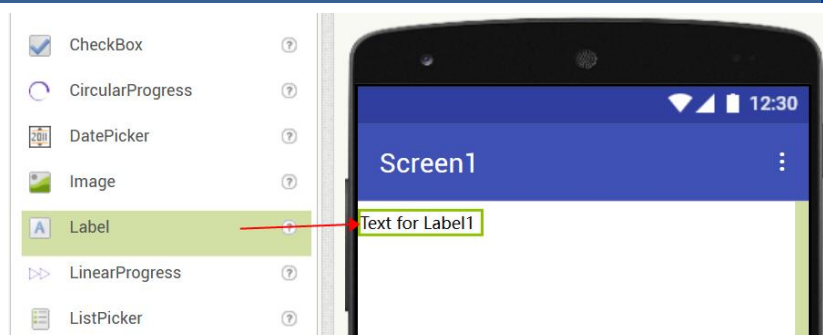 CheckBox
CircularProgress
DatePicker
Image
Label
LinearProgress
ListPicker
12:30
Screen1
Text for Label1